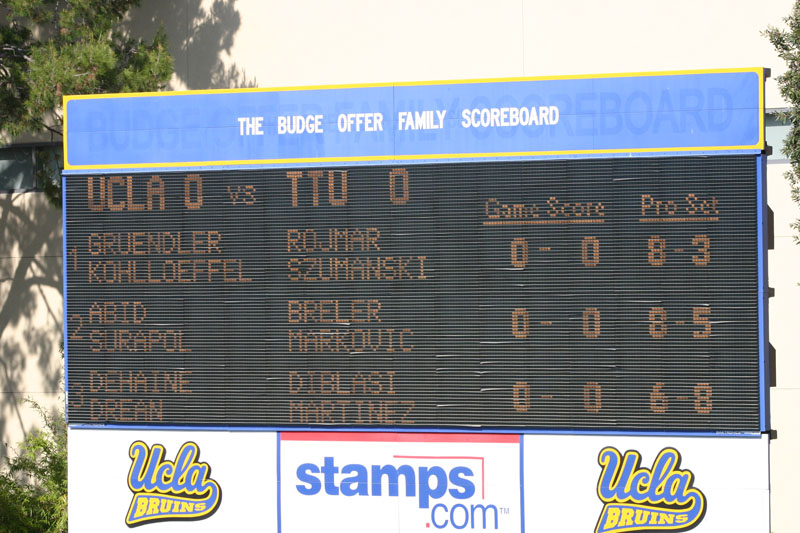 THE BUDGE OFFER FAMILY SCOREBOARD
UCLA 0 vs TTU 0
Game Score Pro Set
1 GRUENDLER ROJMAR 0 - 0 8 - 3
KOHLLOEFFEL SZUMANSKI
2 ABID BRELER 0 - 0 8 - 5
SURAPOL MARKOVIC
3 DEHAINE DIBLASI 0 - 0 6 - 8
BREAN MARTINEZ
Ucla BRUINS
stamps.com™
Ucla BRUINS